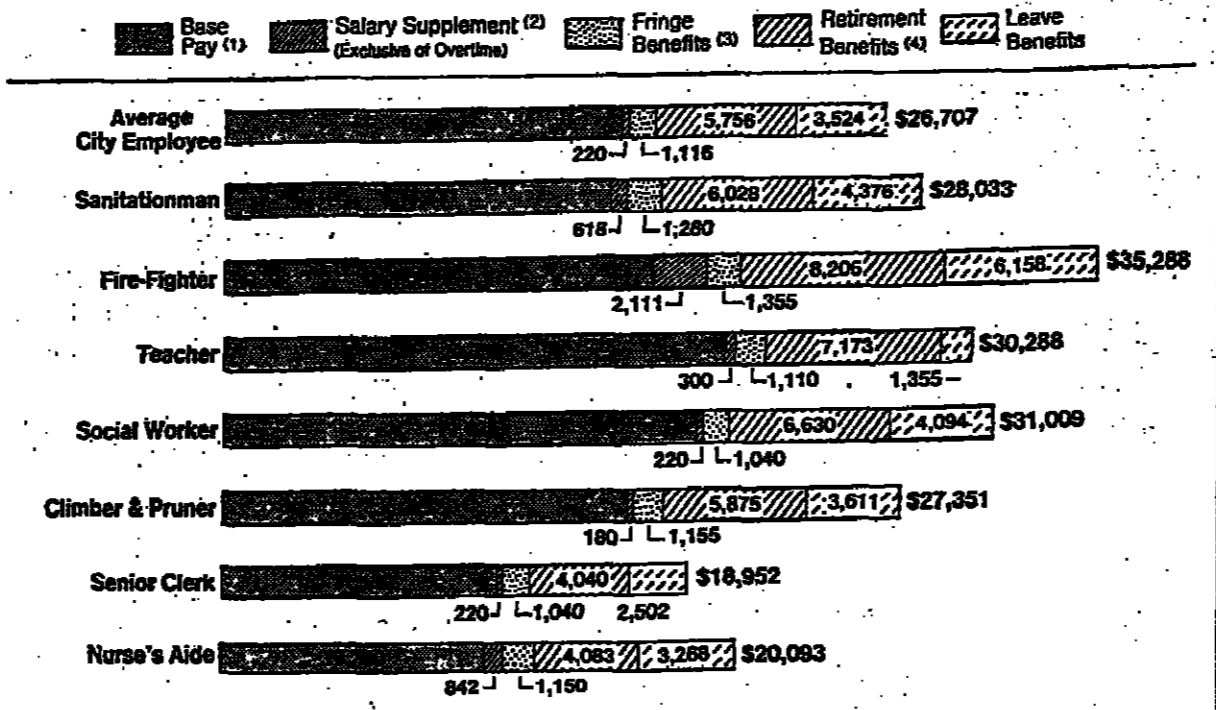 Base Pay (1)
Salary Supplement (2)
(Exclusive of Overtime)
Fringe Benefits (3)
Retirement Benefits (4)
Leave Benefits
Average City Employee 5,756 3,524 $26,707
220 1,116
Sanitationman 6,028 4,376 $28,033
618 1,280
Fire-Fighter 8,206 6,158 $35,288
2,111 1,355
Teacher 7,173 $30,288
300 1,110 1,355
Social Worker 6,630 4,094 $31,009
220 1,040
Climber & Pruner 5,875 3,611 $27,351
180 1,155
Senior Clerk 4,040 $18,952
220 1,040 2,502
Nurse's Aide 4,083 3,268 $20,093
842 1,150